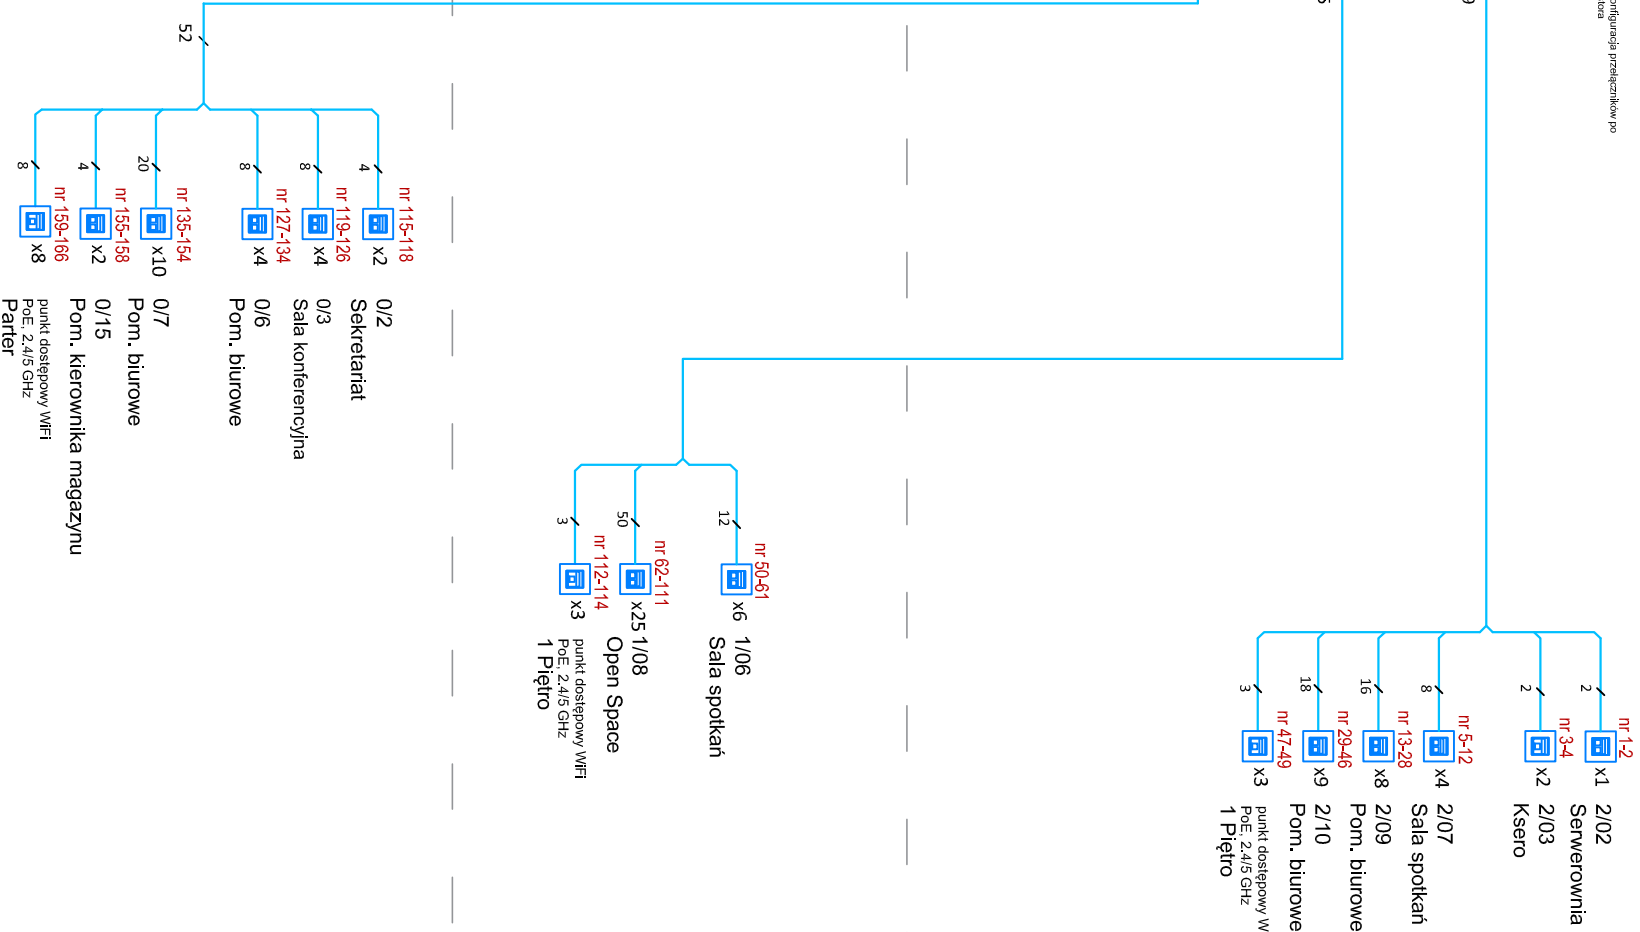 onfiguracja przełączników po
tora
9
5
52
2
nr 1-2
x1
2/02
Serwerownia
2
nr 3-4
x2
2/03
Ksero
8
nr 5-12
x4
2/07
Sala spotkań
16
nr 13-28
x8
2/09
Pom. biurowe
18
nr 29-46
x9
2/10
Pom. biurowe
3
nr 47-49
x3
punkt dostępowy W
PoE, 2.4/5 GHz
1 Piętro
12
nr 50-61
x6
1/06
Sala spotkań
50
nr 62-111
x25
1/08
Open Space
3
nr 112-114
x3
punkt dostępowy WiFi
PoE, 2.4/5 GHz
1 Piętro
4
nr 115-118
x2
0/2
Sekretariat
8
nr 119-126
x4
0/3
Sala konferencyjna
8
nr 127-134
x4
0/6
Pom. biurowe
20
nr 135-154
x10
0/7
Pom. biurowe
4
nr 155-158
x2
0/15
Pom. kierownika magazynu
8
nr 159-166
x8
punkt dostępowy WiFi
PoE, 2.4/5 GHz
Parter